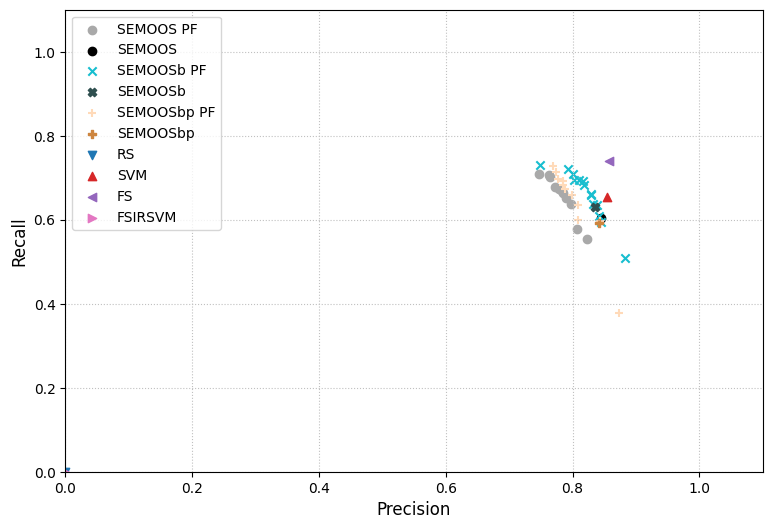 SEMOOS PF
SEMOOS
SEMOOSb PF
SEMOOSb
SEMOOSbp PF
SEMOOSbp
RS
SVM
FS
FSIRSVM
Recall
1.0
0.8
0.6
0.4
0.2
0.0
0.0 0.2 0.4 0.6 0.8 1.0
Precision